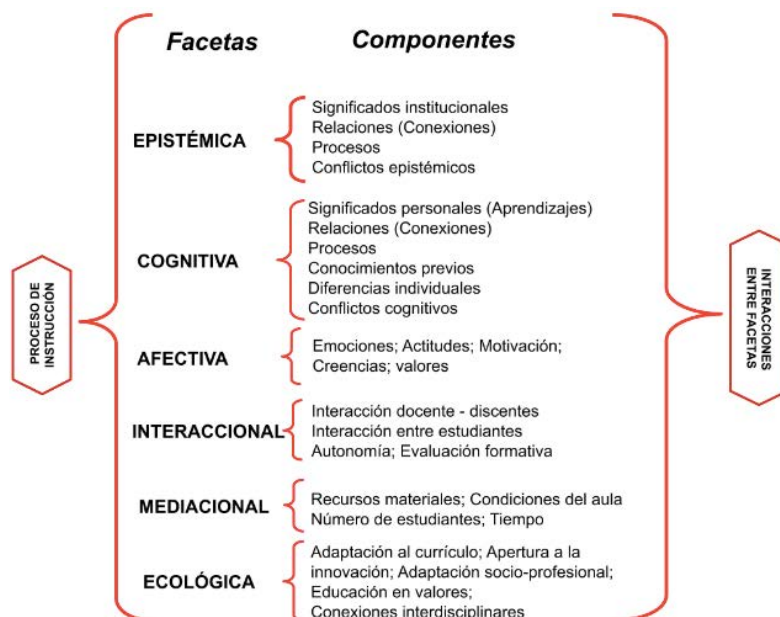 Facetas
Componentes
PROCESO DE
INSTRUCCIÓN
EPISTÉMICA
Significados institucionales
Relaciones (Conexiones)
Procesos
Conflictos epistémicos
COGNITIVA
Significados personales (Aprendizajes)
Relaciones (Conexiones)
Procesos
Conocimientos previos
Diferencias individuales
Conflictos cognitivos
AFECTIVA
Emociones; Actitudes; Motivación;
Creencias; valores
INTERACCIONAL
Interacción docente - discentes
Interacción entre estudiantes
Autonomía; Evaluación formativa
MEDIACIONAL
Recursos materiales; Condiciones del aula
Número de estudiantes; Tiempo
ECOLÓGICA
Adaptación al currículo; Apertura a la
innovación; Adaptación socio-profesional;
Educación en valores;
Conexiones interdisciplinares
INTERACCIONES
ENTRE FACETAS